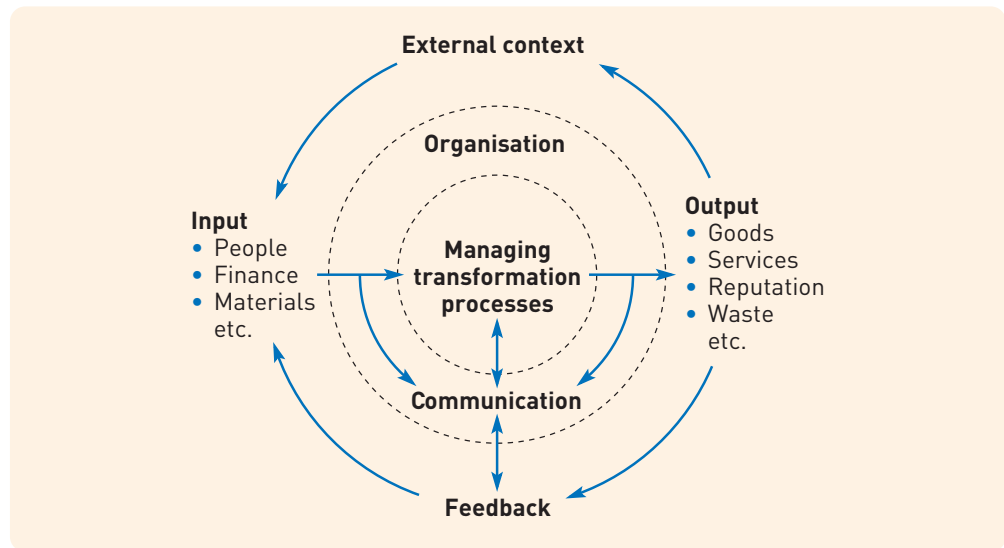 External context
Organisation
Input
• People
• Finance
• Materials
etc.
Managing
transformation
processes
Output
• Goods
• Services
• Reputation
• Waste
etc.
Communication
Feedback